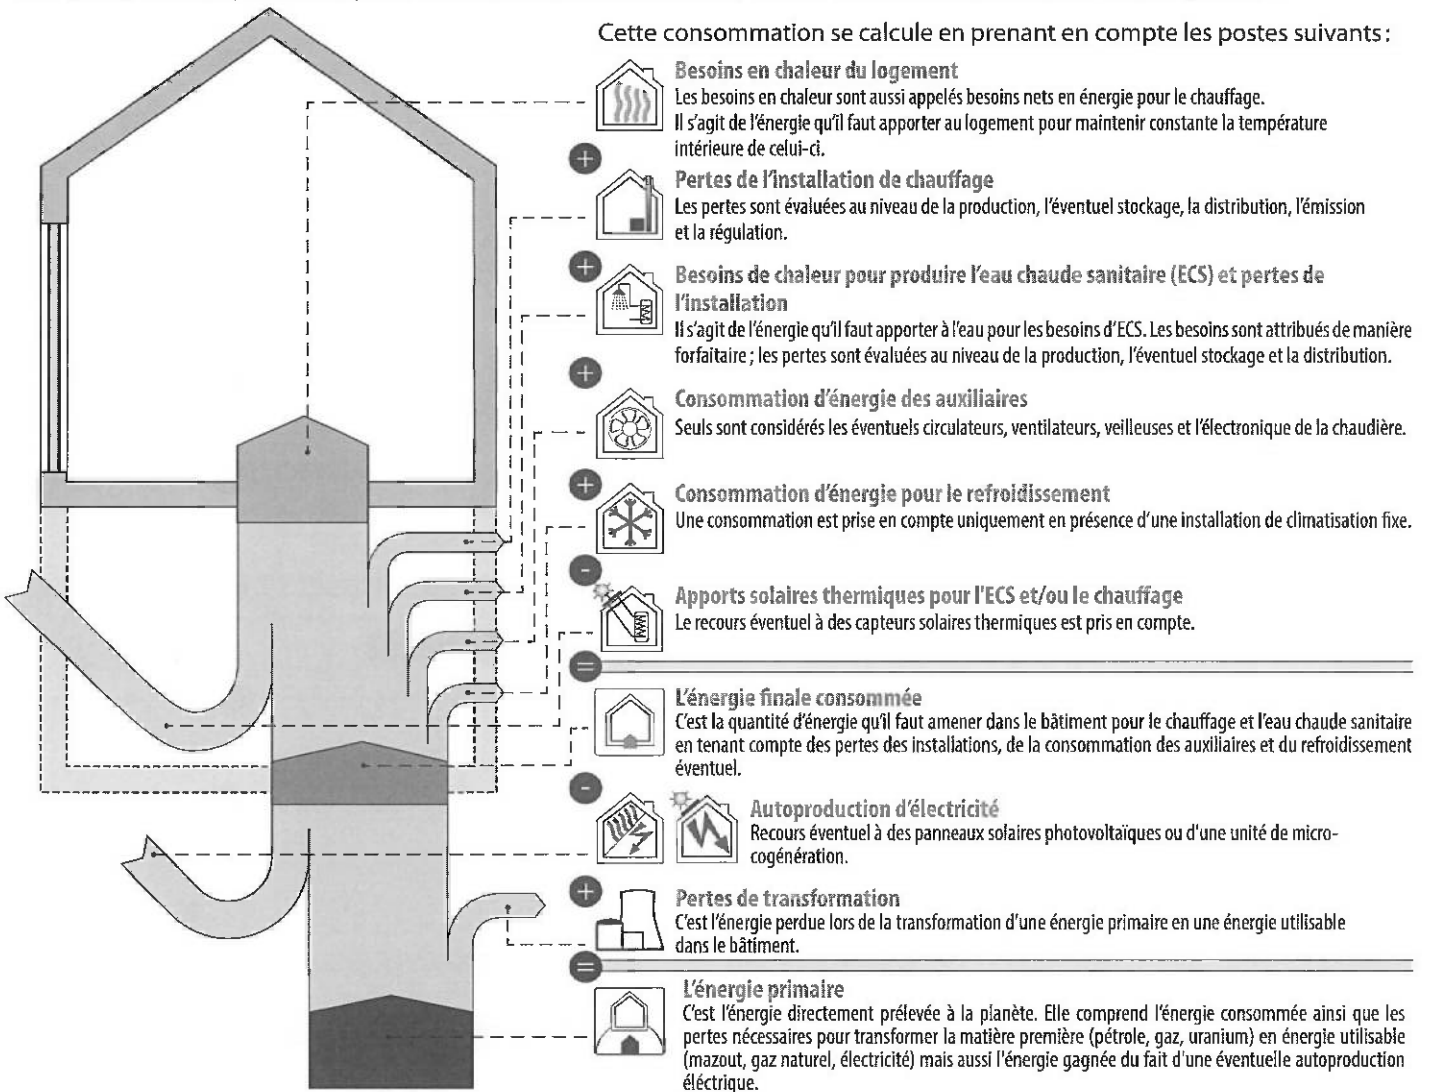 Cette consommation se calcule en prenant en compte les postes suivants :
Besoins en chaleur du logement
Les besoins en chaleur sont aussi appelés besoins nets en énergie pour le chauffage.
Il s'agit de l'énergie qu'il faut apporter au logement pour maintenir constante la température
intérieure de celui-ci.
+
Pertes de l'installation de chauffage
Les pertes sont évaluées au niveau de la production, l'éventuel stockage, la distribution, l'émission
et la régulation.
+
Besoins de chaleur pour produire l'eau chaude sanitaire (ECS) et pertes de
l'installation
Il s'agit de l'énergie qu'il faut apporter à l'eau pour les besoins d'ECS. Les besoins sont attribués de manière
forfaitaire ; les pertes sont évaluées au niveau de la production, l'éventuel stockage et la distribution.
+
Consommation d'énergie des auxiliaires
Seuls sont considérés les éventuels circulateurs, ventilateurs, veilleuses et l'électronique de la chaudière.
+
Consommation d'énergie pour le refroidissement
Une consommation est prise en compte uniquement en présence d'une installation de climatisation fixe.
-
Apports solaires thermiques pour l'ECS et/ou le chauffage
Le recours éventuel à des capteurs solaires thermiques est pris en compte.
=
L'énergie finale consommée
C'est la quantité d'énergie qu'il faut amener dans le bâtiment pour le chauffage et l'eau chaude sanitaire
en tenant compte des pertes des installations, de la consommation des auxiliaires et du refroidissement
éventuel.
-
Autoproduction d'électricité
Recours éventuel à des panneaux solaires photovoltaïques ou d'une unité de micro-
cogénération.
+
Pertes de transformation
C'est l'énergie perdue lors de la transformation d'une énergie primaire en une énergie utilisable
dans le bâtiment.
=
L'énergie primaire
C'est l'énergie directement prélevée à la planète. Elle comprend l'énergie consommée ainsi que les
pertes nécessaires pour transformer la matière première (pétrole, gaz, uranium) en énergie utilisable
(mazout, gaz naturel, électricité) mais aussi l'énergie gagnée du fait d'une éventuelle autoproduction
éléctrique.